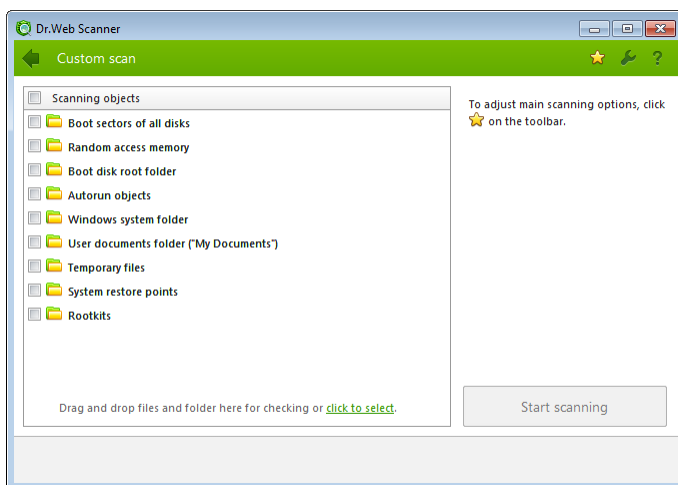 Dr.Web Scanner
Custom scan
?
Scanning objects
Boot sectors of all disks
Random access memory
Boot disk root folder
Autorun objects
Windows system folder
User documents folder ("My Documents")
Temporary files
System restore points
Rootkits
Drag and drop files and folder here for checking or click to select.
To adjust main scanning options, click
on the toolbar.
Start scanning